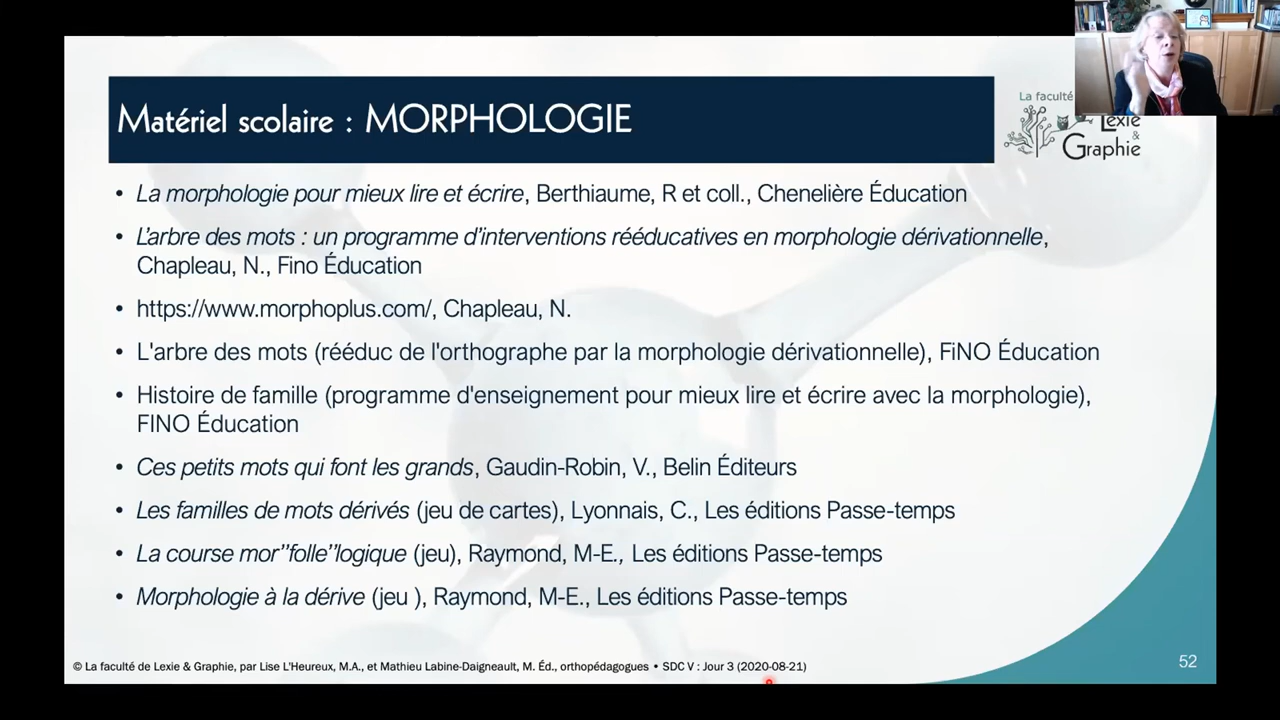 Matériel scolaire : MORPHOLOGIE
La faculté
Lexie
&
Graphie
• La morphologie pour mieux lire et écrire, Berthiaume, R et coll., Chenelière Éducation
• L'arbre des mots : un programme d'interventions rééducatives en morphologie dérivationnelle,
Chapleau, N., Fino Éducation
• https://www.morphoplus.com/, Chapleau, N.
• L'arbre des mots (rééduc de l'orthographe par la morphologie dérivationnelle), FiNO Éducation
• Histoire de famille (programme d'enseignement pour mieux lire et écrire avec la morphologie),
FINO Éducation
• Ces petits mots qui font les grands, Gaudin-Robin, V., Belin Éditeurs
• Les familles de mots dérivés (jeu de cartes), Lyonnais, C., Les éditions Passe-temps
• La course mor''folle''logique (jeu), Raymond, M-E., Les éditions Passe-temps
• Morphologie à la dérive (jeu ), Raymond, M-E., Les éditions Passe-temps
© La faculté de Lexie & Graphie, par Lise L'Heureux, M.A., et Mathieu Labine-Daigneault, M. Éd., orthopédagogues • SDC V : Jour 3 (2020-08-21)
52